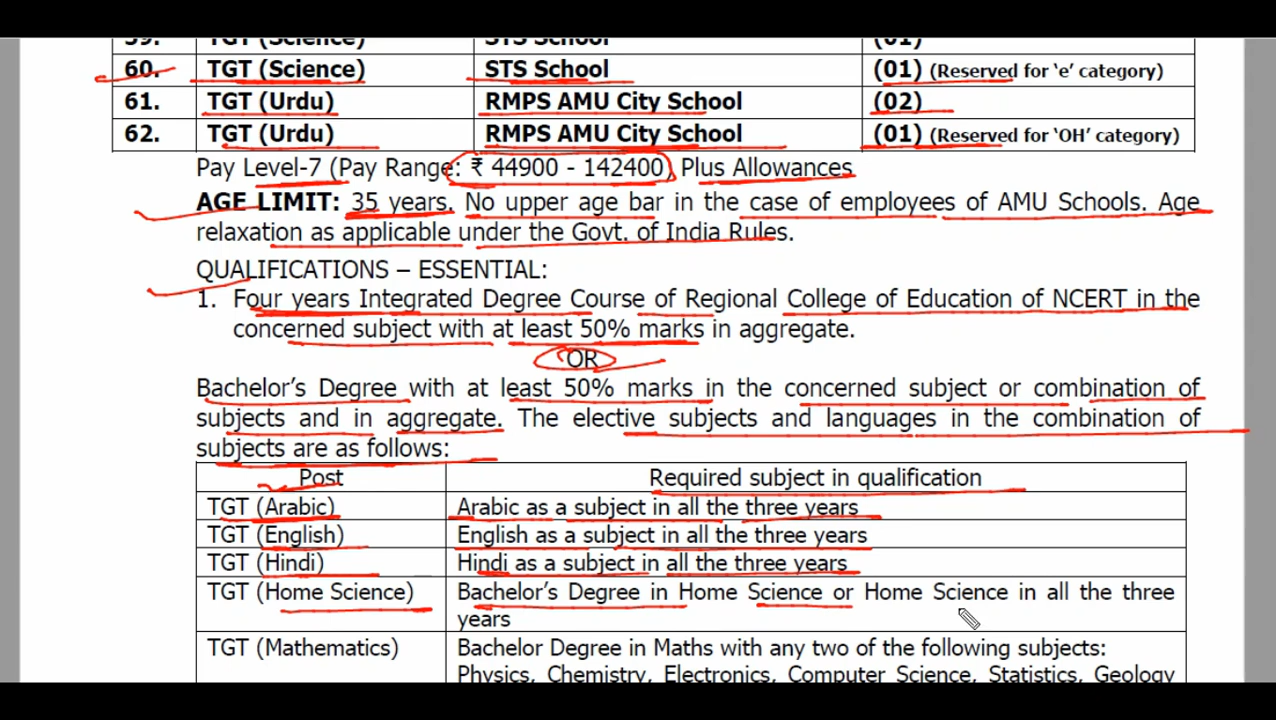 59. TGT (Science) STS School (01)
60. TGT (Science) STS School (01) (Reserved for ‘e’ category)
61. TGT (Urdu) RMPS AMU City School (02)
62. TGT (Urdu) RMPS AMU City School (01) (Reserved for ‘OH’ category)
Pay Level-7 (Pay Range: ₹ 44900 - 142400) Plus Allowances
AGE LIMIT: 35 years. No upper age bar in the case of employees of AMU Schools. Age
relaxation as applicable under the Govt. of India Rules.
QUALIFICATIONS – ESSENTIAL:
1. Four years Integrated Degree Course of Regional College of Education of NCERT in the
concerned subject with at least 50% marks in aggregate.
OR
Bachelor’s Degree with at least 50% marks in the concerned subject or combination of
subjects and in aggregate. The elective subjects and languages in the combination of
subjects are as follows:
Post Required subject in qualification
TGT (Arabic) Arabic as a subject in all the three years
TGT (English) English as a subject in all the three years
TGT (Hindi) Hindi as a subject in all the three years
TGT (Home Science) Bachelor’s Degree in Home Science or Home Science in all the three
years
TGT (Mathematics) Bachelor Degree in Maths with any two of the following subjects:
Physics, Chemistry, Electronics, Computer Science, Statistics, Geology